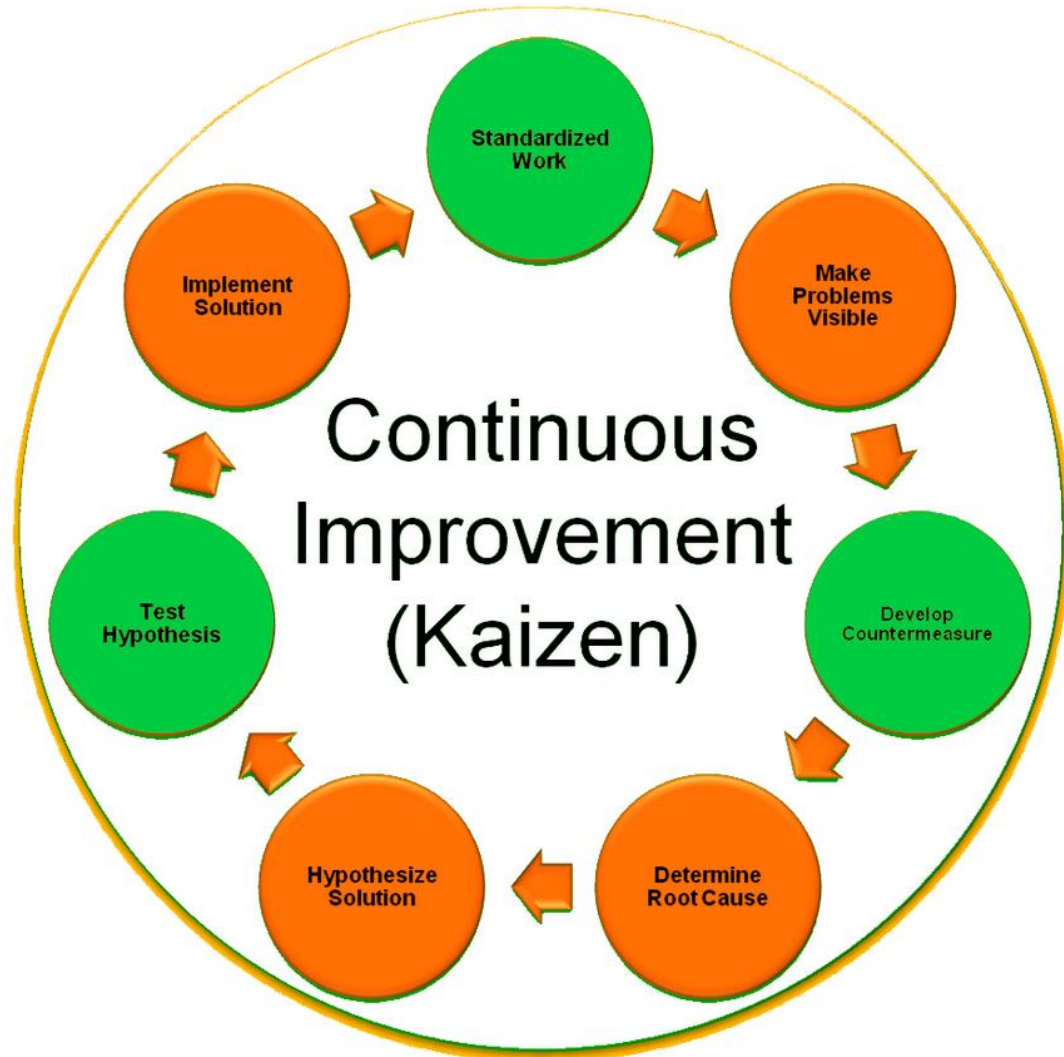 Standardized
Work
Make
Problems
Visible
Develop
Countermeasure
Determine
Root Cause
Hypothesize
Solution
Test
Hypothesis
Implement
Solution
Continuous
Improvement
(Kaizen)